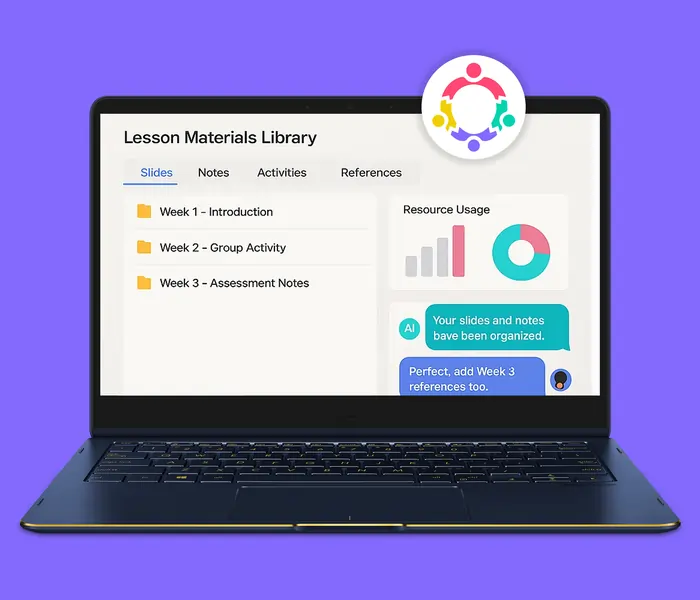 Lesson Materials Library
Slides Notes Activities References
Week 1 - Introduction
Week 2 - Group Activity
Week 3 - Assessment Notes
Resource Usage
AI
Your slides and notes
bave been organized.
Perfect, add Week 3
references too.